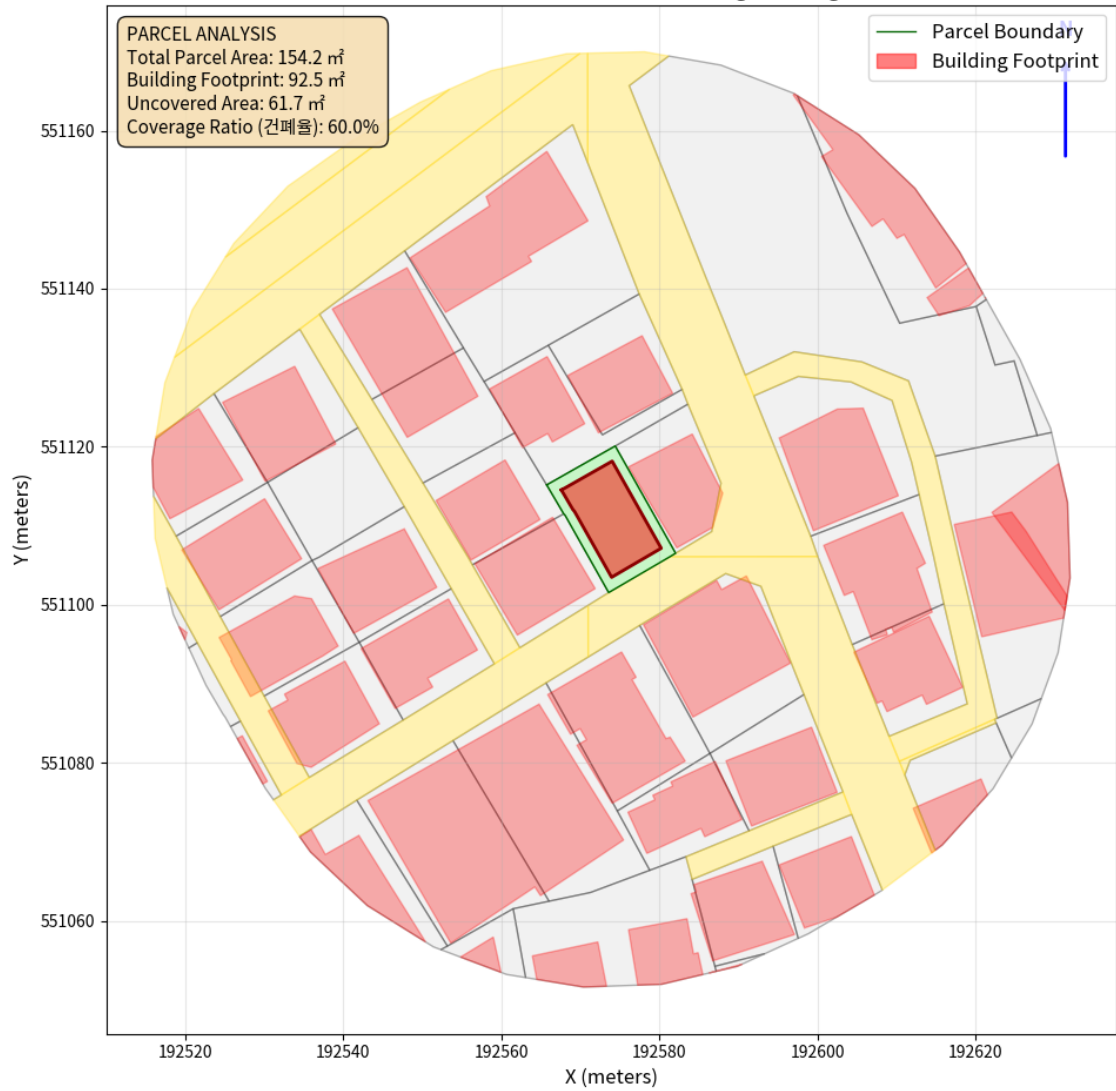 PARCEL ANALYSIS
Total Parcel Area: 154.2 ㎡
Building Footprint: 92.5 ㎡
Uncovered Area: 61.7 ㎡
Coverage Ratio (건폐율): 60.0%
N
Parcel Boundary
Building Footprint
551160
551140
551120
551100
551080
551060
Y (meters)
192520
192540
192560
192580
192600
192620
X (meters)